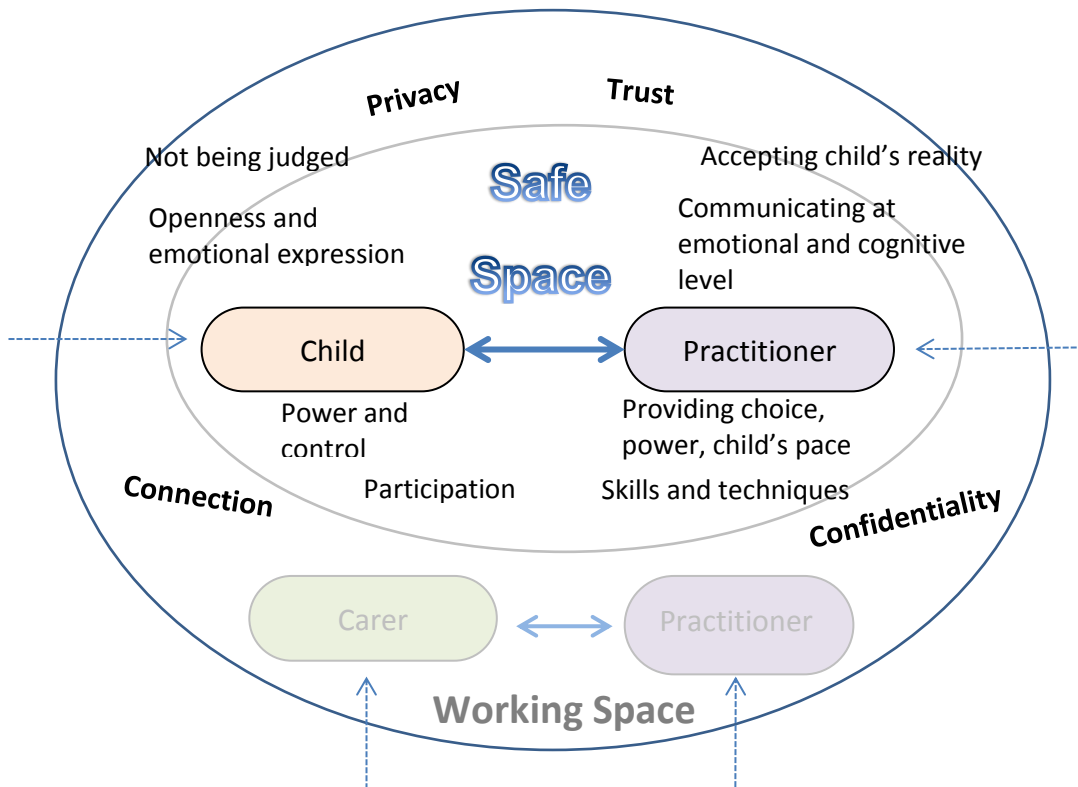 Privacy
Trust
Not being judged
Accepting child’s reality
Safe
Space
Openness and
emotional expression
Communicating at
emotional and cognitive
level
Child
Practitioner
Power and
control
Providing choice,
power, child’s pace
Connection
Participation
Skills and techniques
Confidentiality
Carer
Practitioner
Working Space